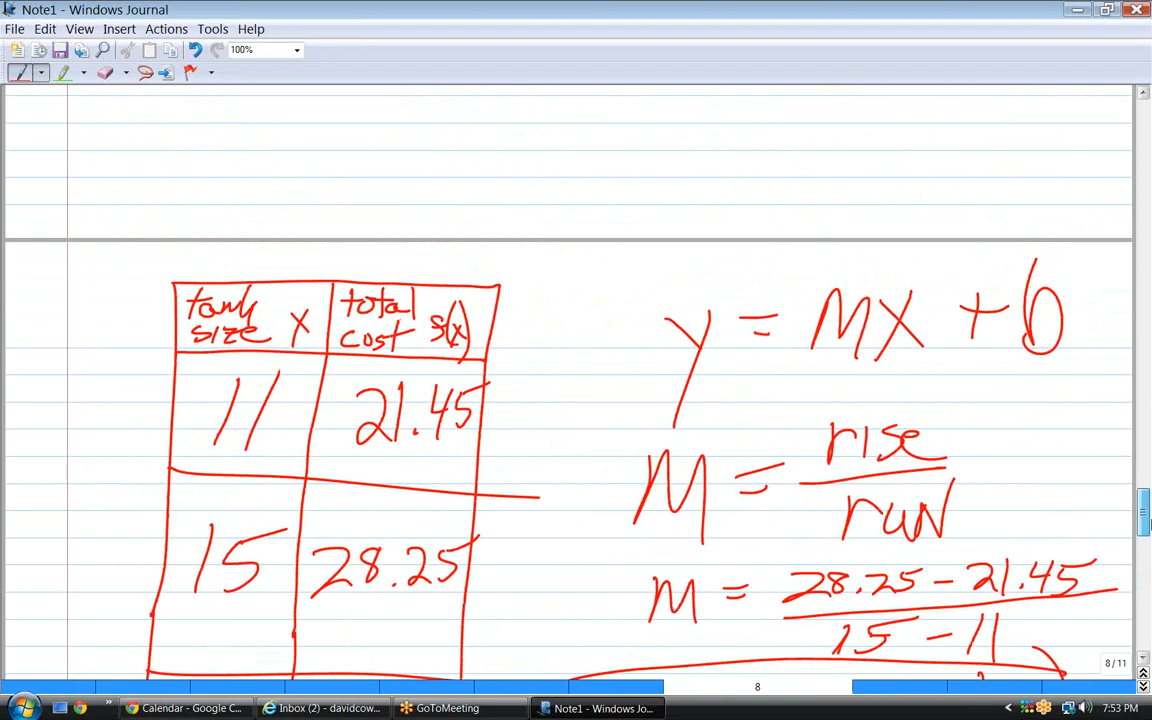 Note1 - Windows Journal
File Edit View Insert Actions Tools Help
100%
tank size x total cost s(x)
11 21.45
15 28.25
y = mx + b
M = rise / run
m = 28.25 - 21.45 / 15 - 11
8 / 11
8
Calendar - Google C...
Inbox (2) - davidcow...
GoToMeeting
Note1 - Windows Jo...
7:53 PM